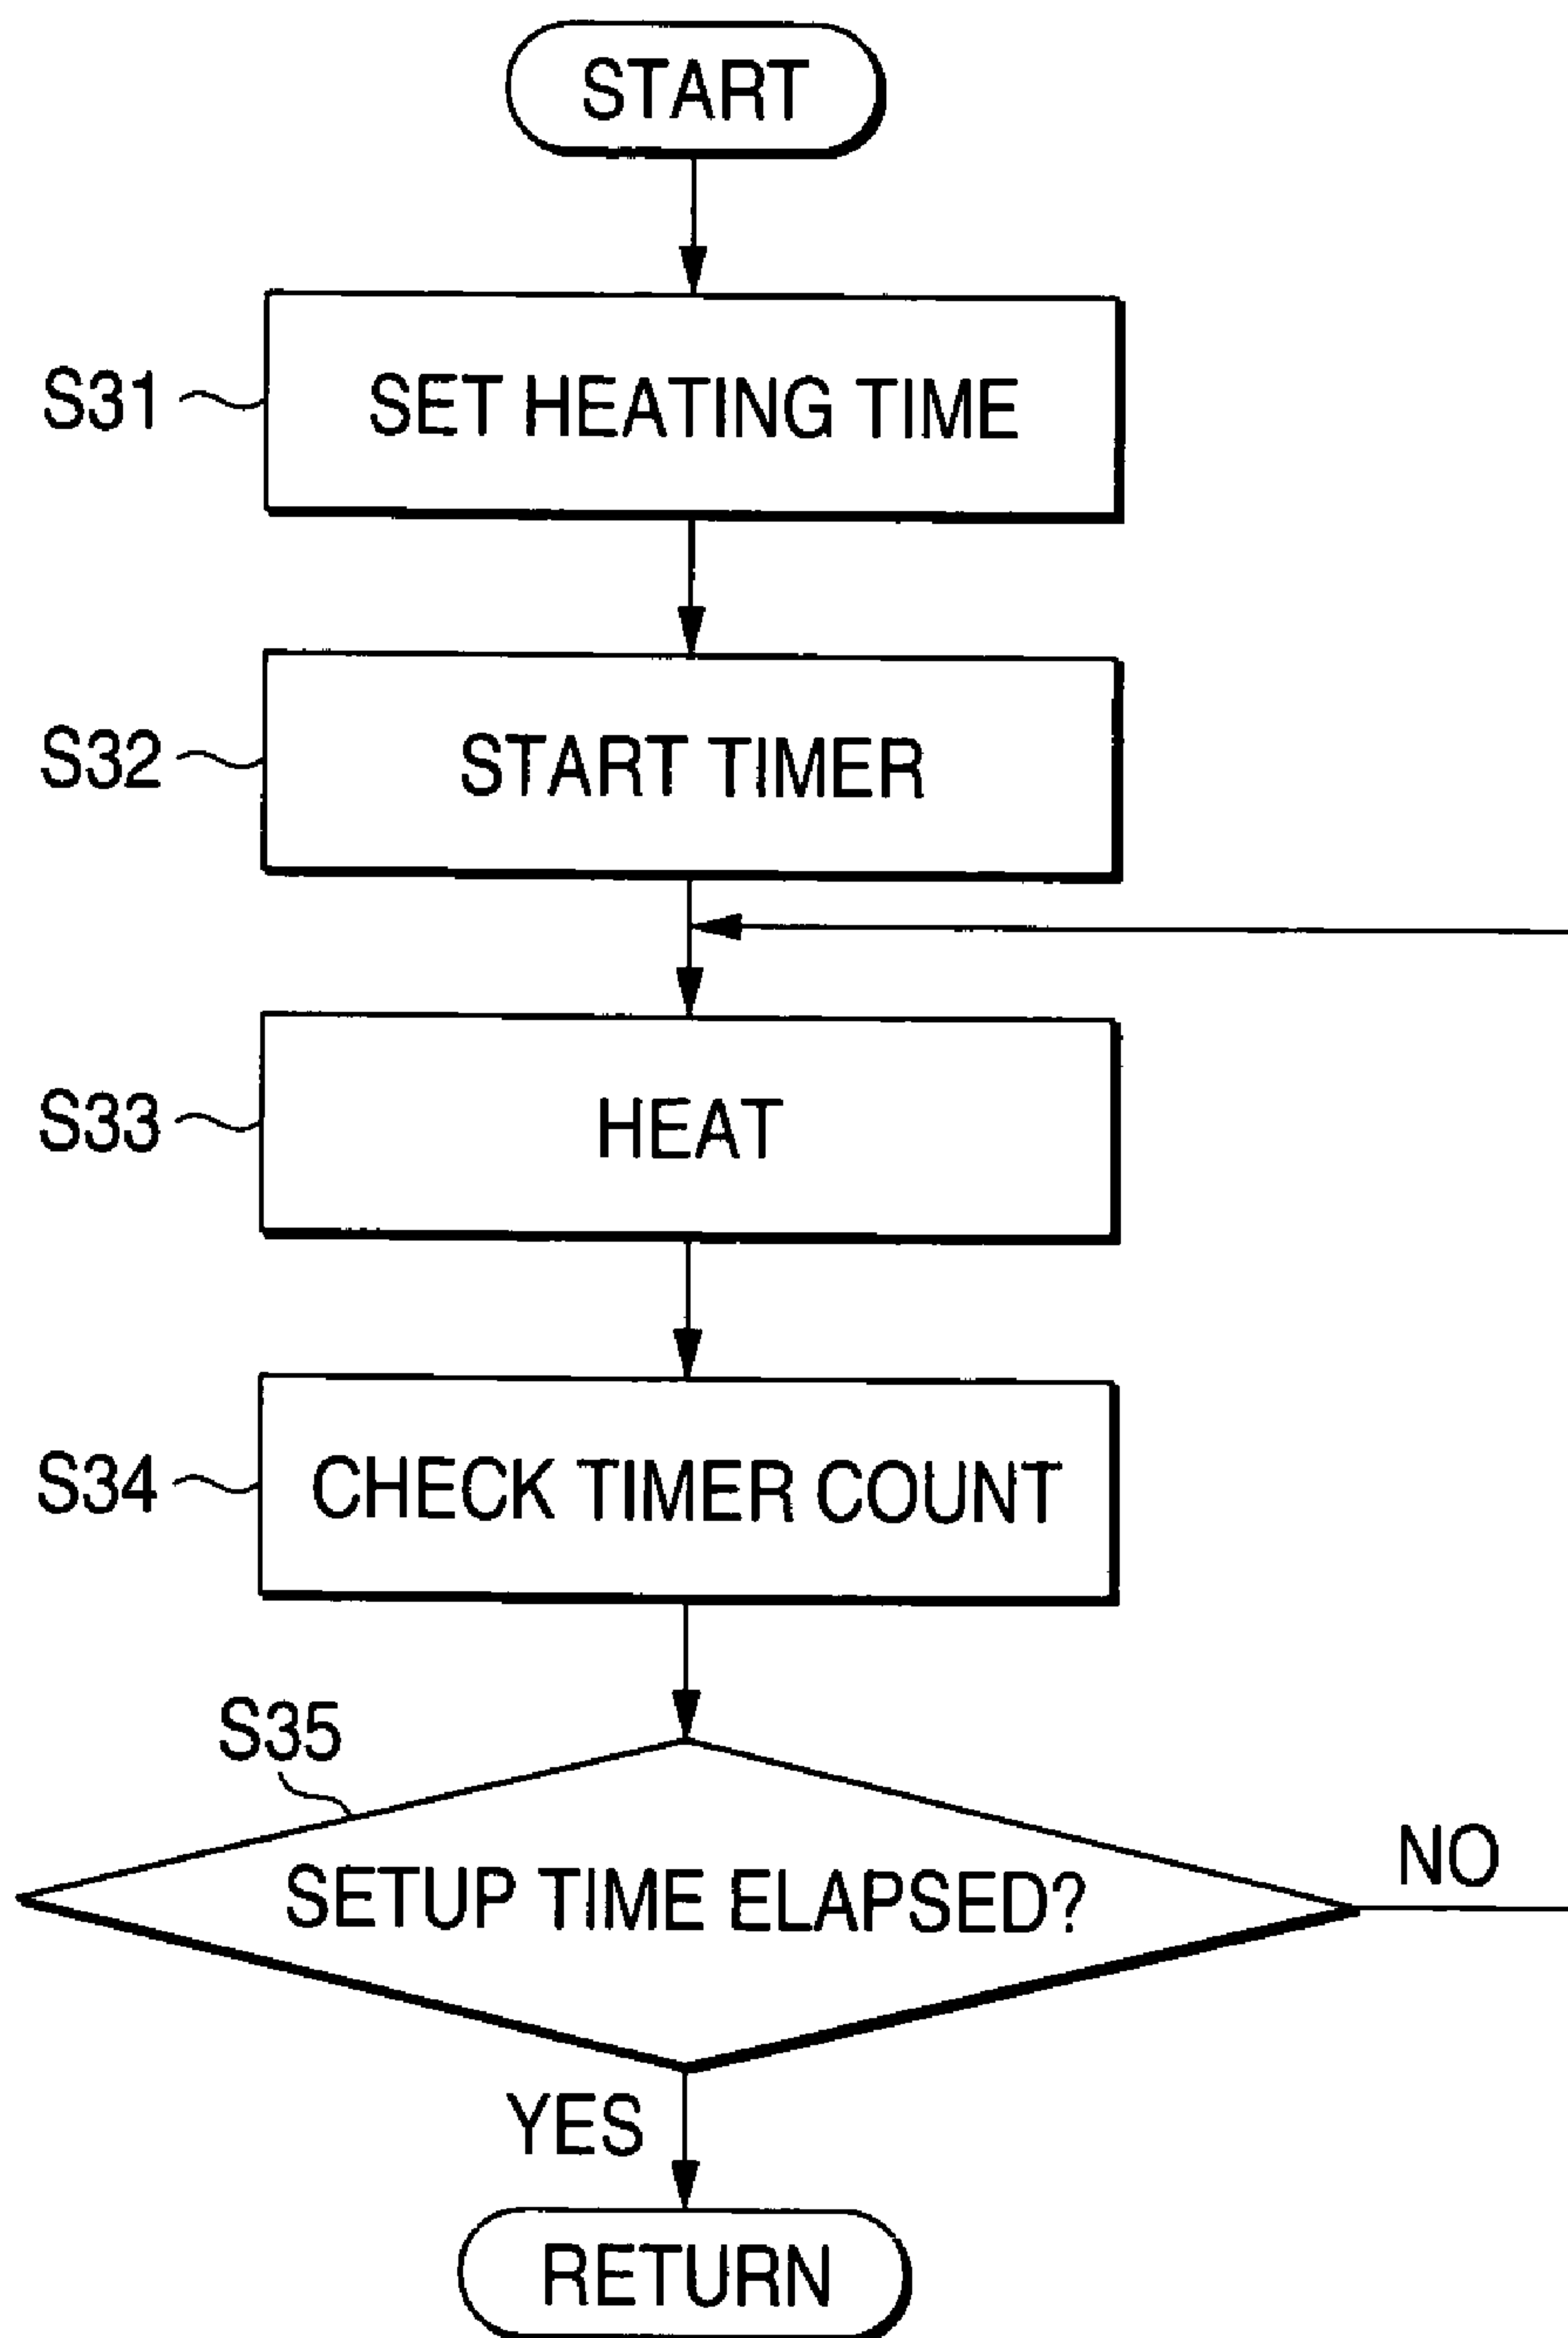 START
S31
SET HEATING TIME
S32
START TIMER
S33
HEAT
S34
CHECK TIMER COUNT
S35
SETUP TIME ELAPSED?
NO
YES
RETURN